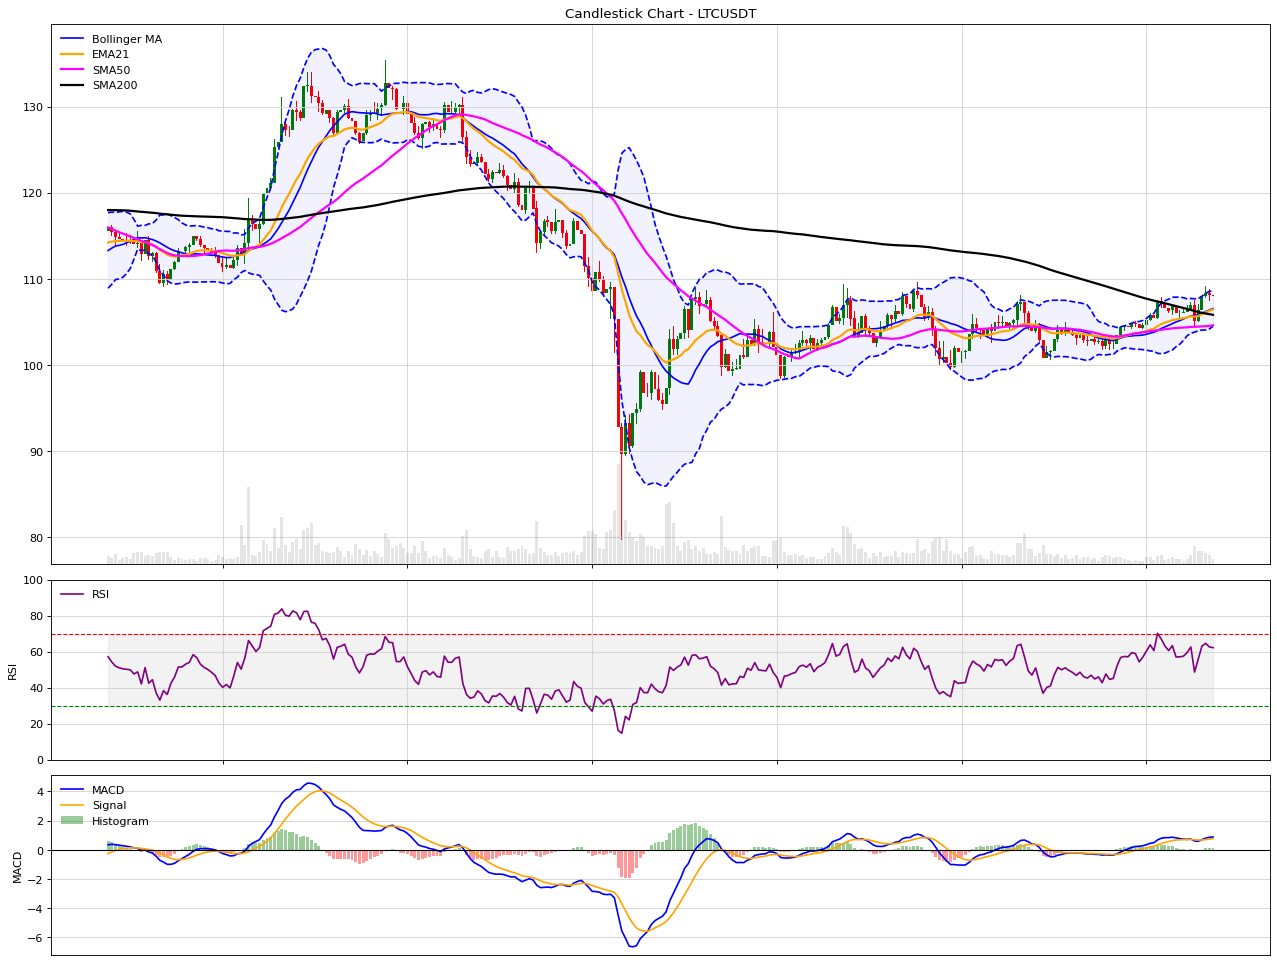 Candlestick Chart - LTCUSDT
Bollinger MA
EMA21
SMA50
SMA200
130
120
110
100
90
80
RSI
100
80
60
40
20
0
RSI
MACD
Signal
Histogram
4
2
0
−2
−4
−6
MACD